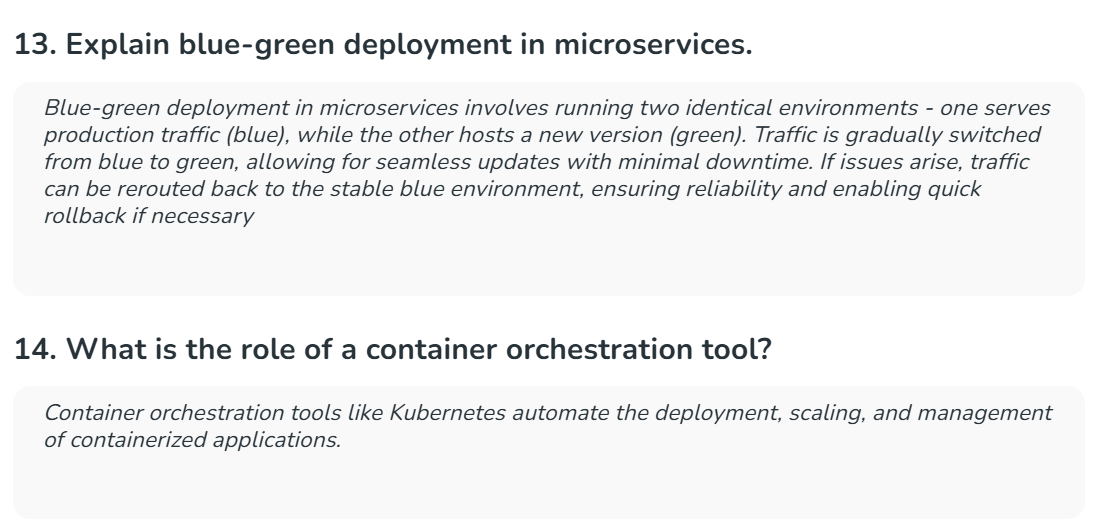 13. Explain blue-green deployment in microservices.
Blue-green deployment in microservices involves running two identical environments - one serves
production traffic (blue), while the other hosts a new version (green). Traffic is gradually switched
from blue to green, allowing for seamless updates with minimal downtime. If issues arise, traffic
can be rerouted back to the stable blue environment, ensuring reliability and enabling quick
rollback if necessary
14. What is the role of a container orchestration tool?
Container orchestration tools like Kubernetes automate the deployment, scaling, and management
of containerized applications.